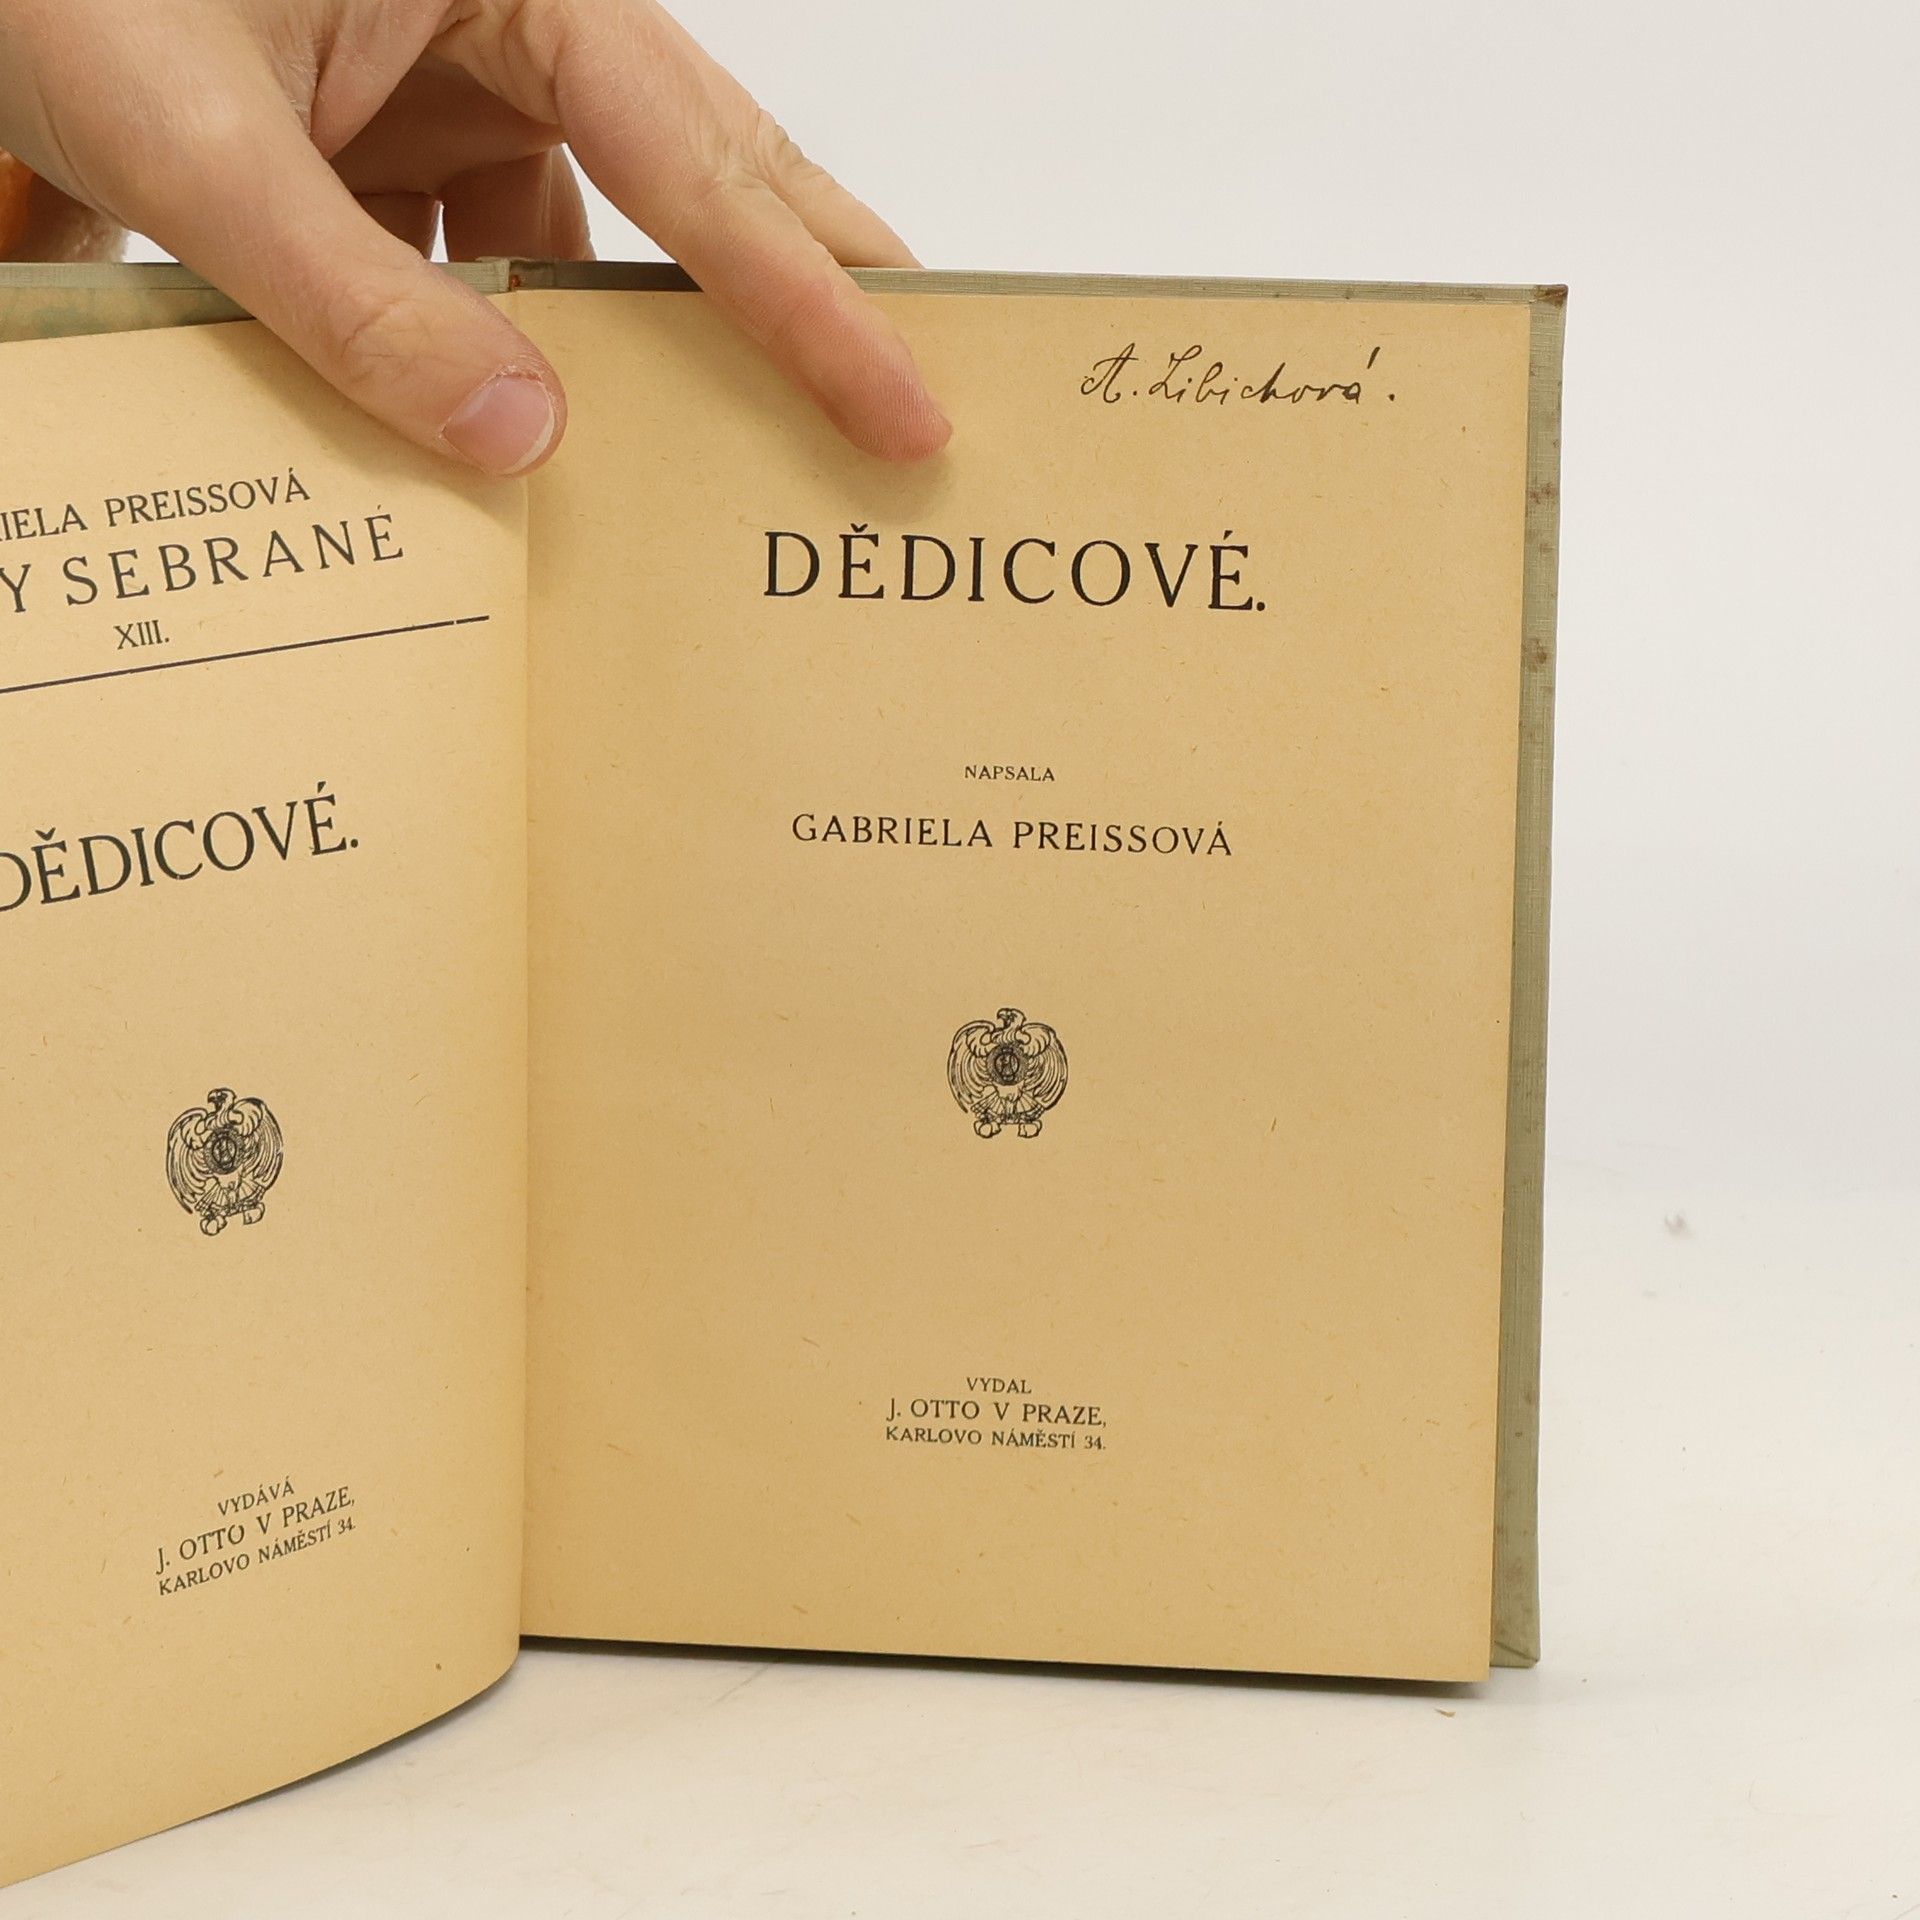 IELA PREISSOVÁ
Y SEBRANÉ
XIII.
DĚDICOVÉ.
VYDÁVÁ
J. OTTO V PRAZE,
KARLOVO NÁMĚSTÍ 34.
A. Libichová.
DĚDICOVÉ.
NAPSALA
GABRIELA PREISSOVÁ
VYDAL
J. OTTO V PRAZE,
KARLOVO NÁMĚSTÍ 34.